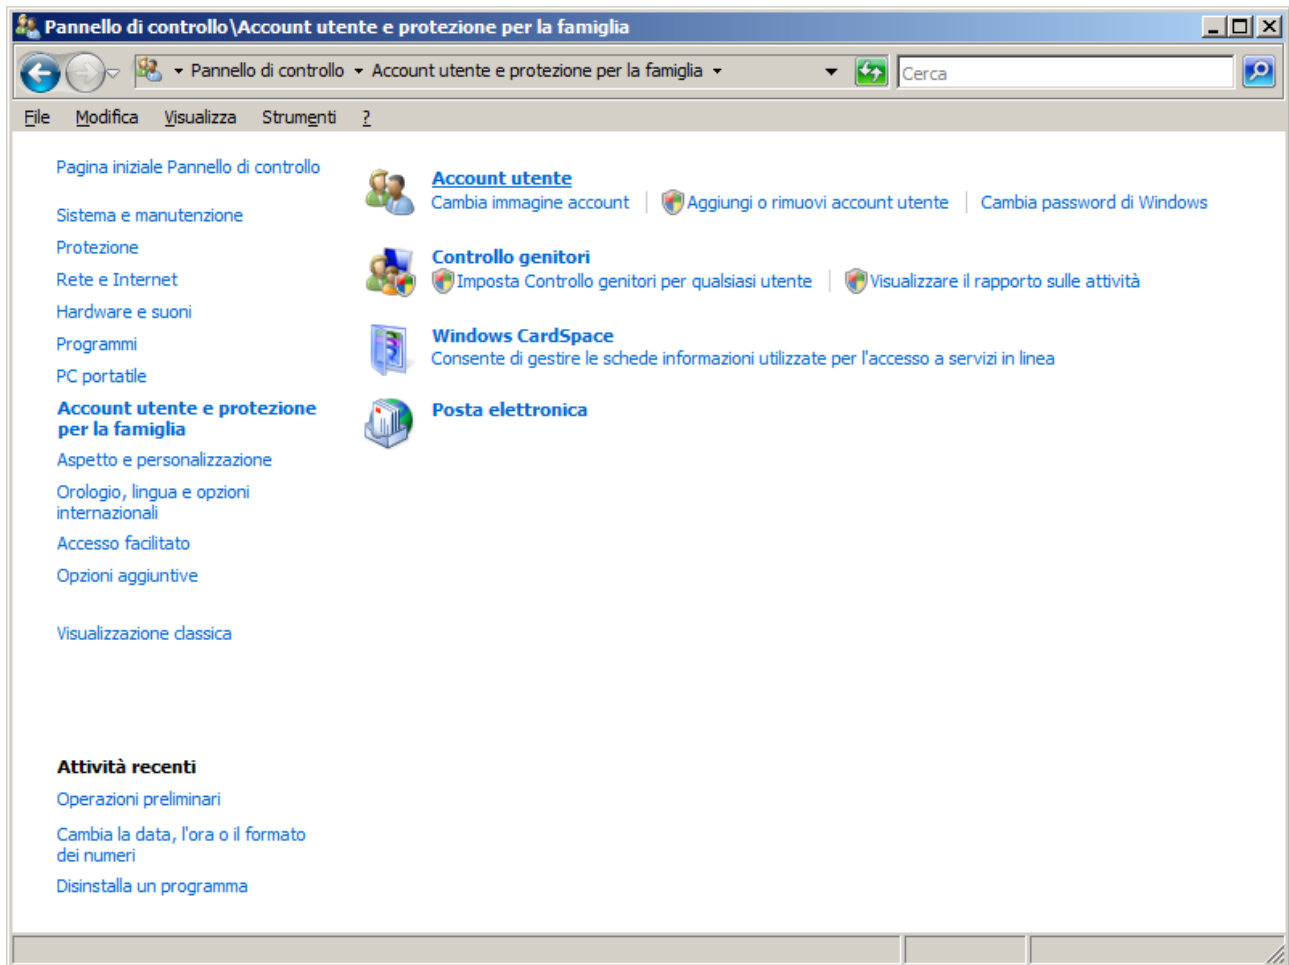 Pannello di controllo\Account utente e protezione per la famiglia
Pannello di controllo Account utente e protezione per la famiglia
Cerca
File Modifica Visualizza Strumenti ?
Pagina iniziale Pannello di controllo
Sistema e manutenzione
Protezione
Rete e Internet
Hardware e suoni
Programmi
PC portatile
Account utente e protezione
per la famiglia
Aspetto e personalizzazione
Orologio, lingua e opzioni
internazionali
Accesso facilitato
Opzioni aggiuntive
Visualizzazione classica
Attività recenti
Operazioni preliminari
Cambia la data, l'ora o il formato
dei numeri
Disinstalla un programma
Account utente
Cambia immagine account Aggiungi o rimuovi account utente Cambia password di Windows
Controllo genitori
Imposta Controllo genitori per qualsiasi utente Visualizzare il rapporto sulle attività
Windows CardSpace
Consente di gestire le schede informazioni utilizzate per l'accesso a servizi in linea
Posta elettronica